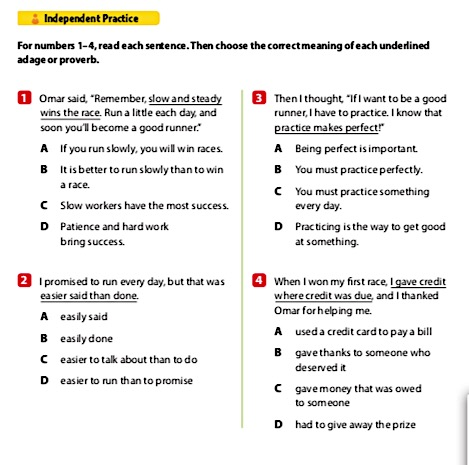 Independent Practice
For numbers 1–4, read each sentence. Then choose the correct meaning of each underlined
adage or proverb.
1 Omar said, "Remember, slow and steady
wins the race. Run a little each day, and
soon you'll become a good runner."
A If you run slowly, you will win races.
B It is better to run slowly than to win
a race.
C Slow workers have the most success.
D Patience and hard work
bring success.
2 I promised to run every day, but that was
easier said than done.
A easily said
B easily done
C easier to talk about than to do
D easier to run than to promise
3 Then I thought, "If I want to be a good
runner, I have to practice. I know that
practice makes perfect!"
A Being perfect is important.
B You must practice perfectly.
C You must practice something
every day.
D Practicing is the way to get good
at something.
4 When I won my first race, I gave credit
where credit was due, and I thanked
Omar for helping me.
A used a credit card to pay a bill
B gave thanks to someone who
deserved it
C gave money that was owed
to someone
D had to give away the prize